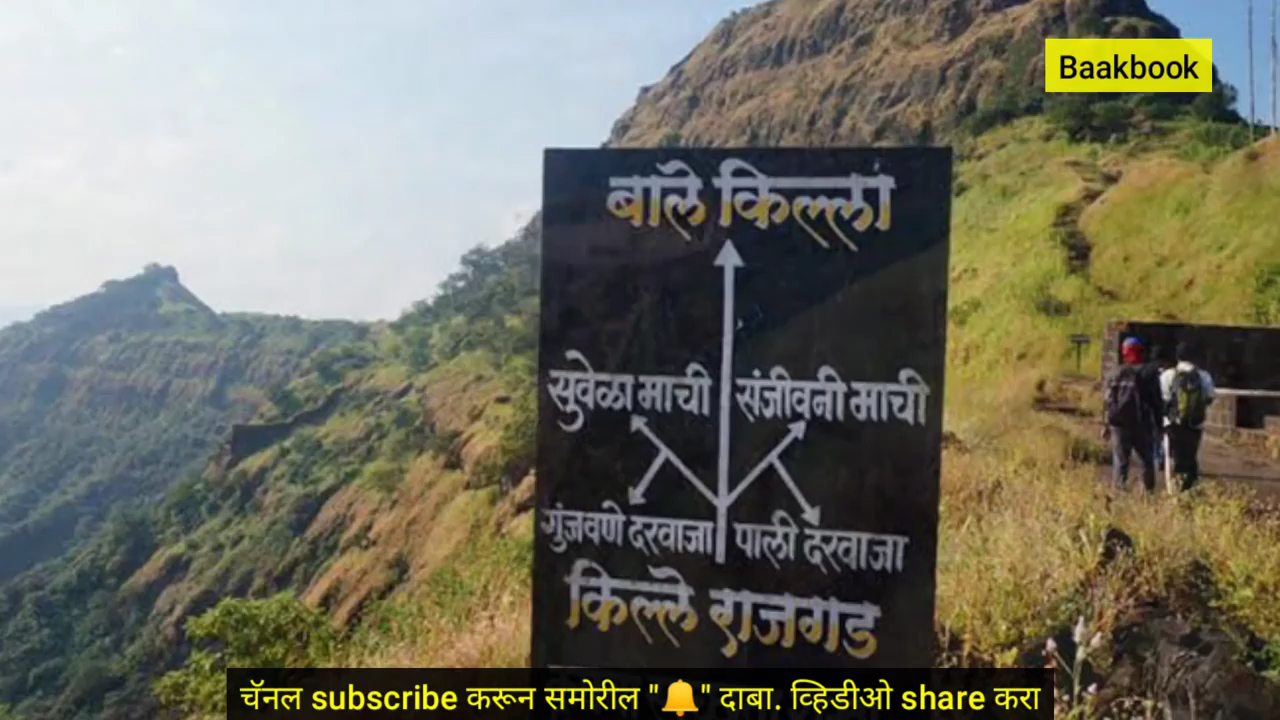 Baakbook
बाले किल्ला
सुवेळा माची संजीवनी माची
गुंजवणे दरवाजा पाली दरवाजा
किल्ले राजगड
चॅनल subscribe करून समोरील "🔔" दाबा. व्हिडीओ share करा